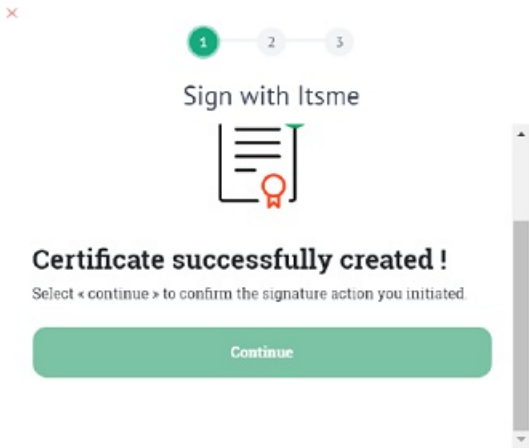 1 2 3
Sign with Itsme
Certificate successfully created !
Select « continue » to confirm the signature action you initiated.
Continue